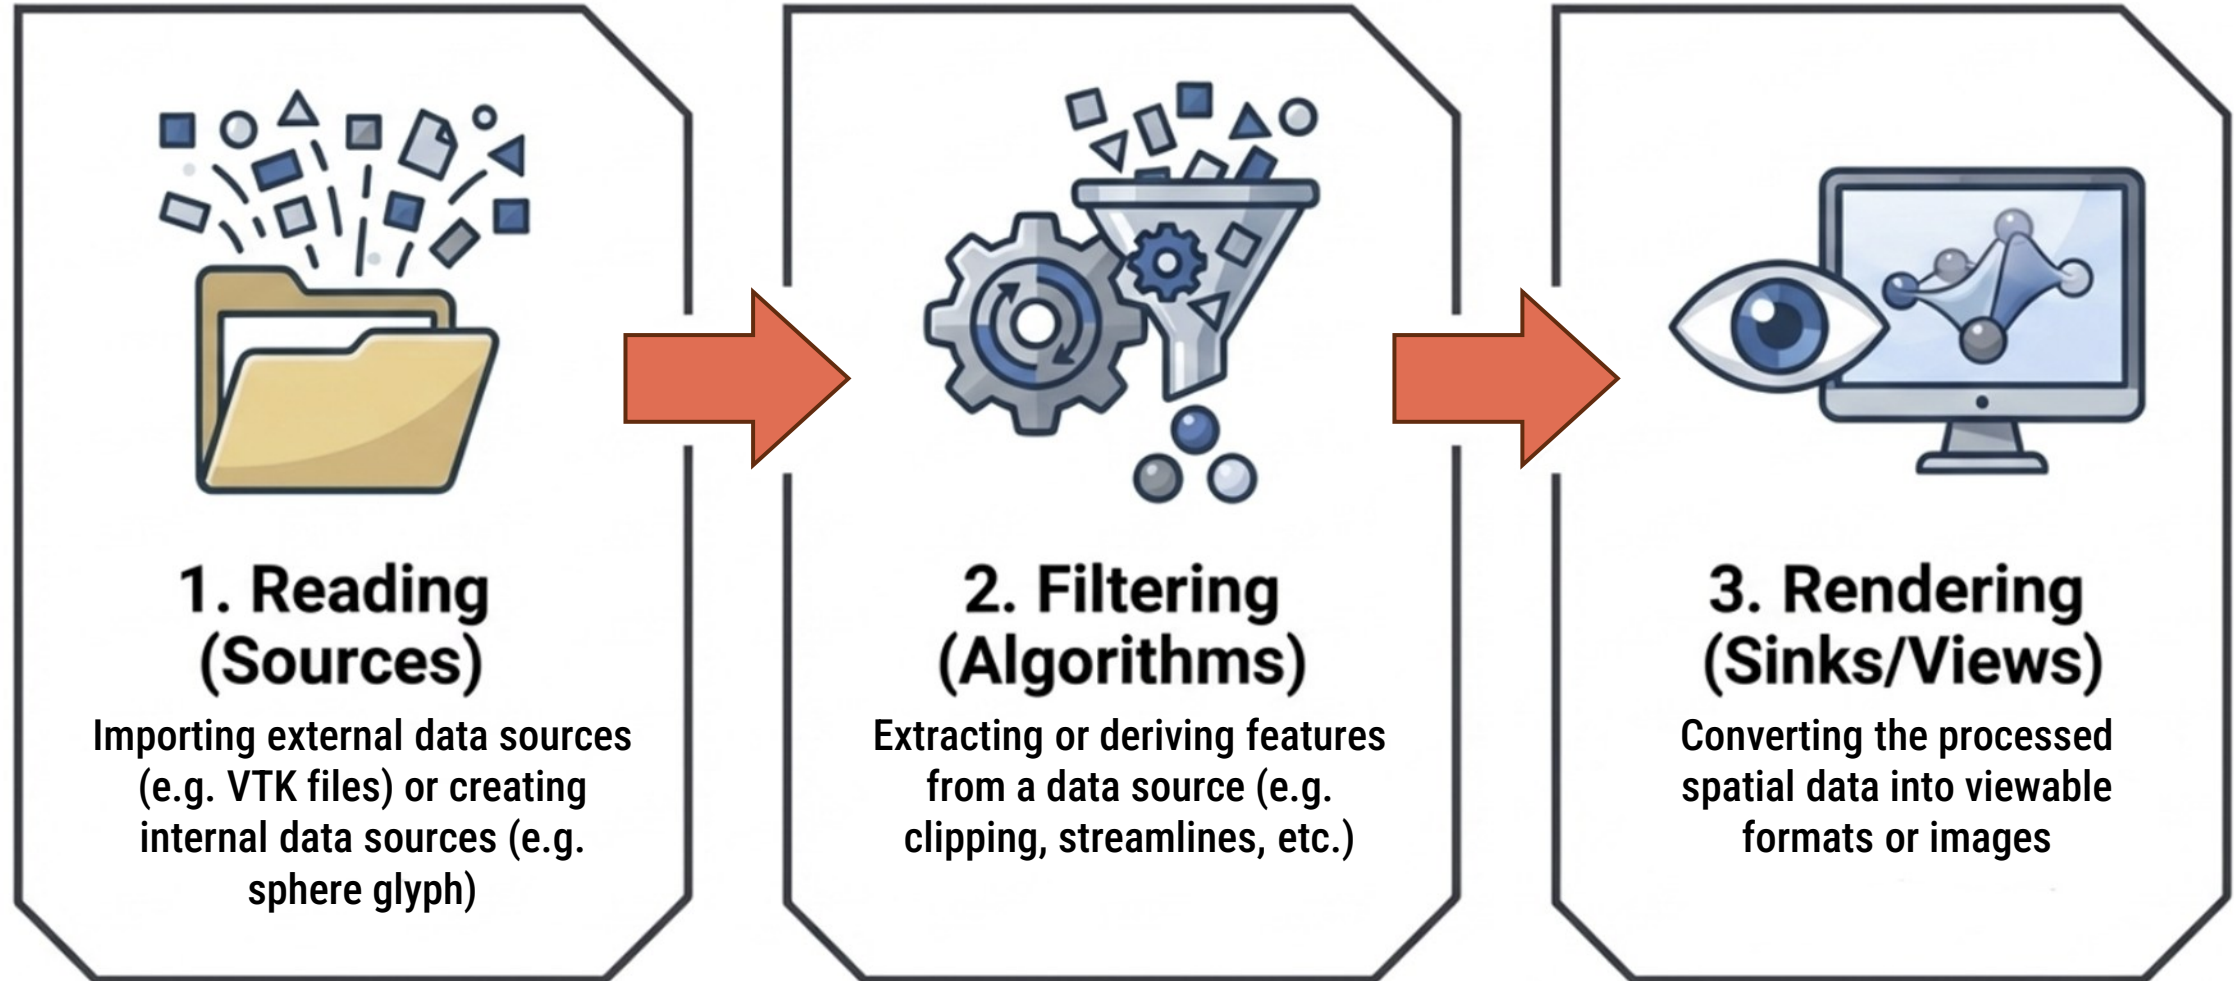 1. Reading
(Sources)
Importing external data sources
(e.g. VTK files) or creating
internal data sources (e.g.
sphere glyph)
2. Filtering
(Algorithms)
Extracting or deriving features
from a data source (e.g.
clipping, streamlines, etc.)
3. Rendering
(Sinks/Views)
Converting the processed
spatial data into viewable
formats or images